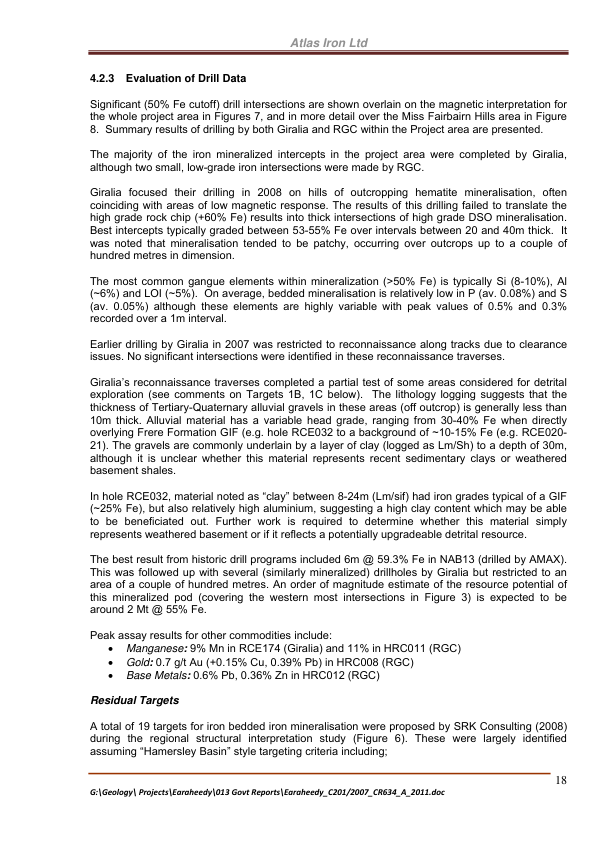 Atlas Iron Ltd
4.2.3 Evaluation of Drill Data
Significant (50% Fe cutoff) drill intersections are shown overlain on the magnetic interpretation for
the whole project area in Figures 7, and in more detail over the Miss Fairbairn Hills area in Figure
8. Summary results of drilling by both Giralia and RGC within the Project area are presented.
The majority of the iron mineralized intercepts in the project area were completed by Giralia,
although two small, low-grade iron intersections were made by RGC.
Giralia focused their drilling in 2008 on hills of outcropping hematite mineralisation, often
coinciding with areas of low magnetic response. The results of this drilling failed to translate the
high grade rock chip (+60% Fe) results into thick intersections of high grade DSO mineralisation.
Best intercepts typically graded between 53-55% Fe over intervals between 20 and 40m thick. It
was noted that mineralisation tended to be patchy, occurring over outcrops up to a couple of
hundred metres in dimension.
The most common gangue elements within mineralization (>50% Fe) is typically Si (8-10%), Al
(~6%) and LOI (~5%). On average, bedded mineralisation is relatively low in P (av. 0.08%) and S
(av. 0.05%) although these elements are highly variable with peak values of 0.5% and 0.3%
recorded over a 1m interval.
Earlier drilling by Giralia in 2007 was restricted to reconnaissance along tracks due to clearance
issues. No significant intersections were identified in these reconnaissance traverses.
Giralia's reconnaissance traverses completed a partial test of some areas considered for detrital
exploration (see comments on Targets 1B, 1C below). The lithology logging suggests that the
thickness of Tertiary-Quaternary alluvial gravels in these areas (off outcrop) is generally less than
10m thick. Alluvial material has a variable head grade, ranging from 30-40% Fe when directly
overlying Frere Formation GIF (e.g. hole RCE032 to a background of ~10-15% Fe (e.g. RCE020-
21). The gravels are commonly underlain by a layer of clay (logged as Lm/Sh) to a depth of 30m,
although it is unclear whether this material represents recent sedimentary clays or weathered
basement shales.
In hole RCE032, material noted as "clay" between 8-24m (Lm/sif) had iron grades typical of a GIF
(~25% Fe), but also relatively high aluminium, suggesting a high clay content which may be able
to be beneficiated out. Further work is required to determine whether this material simply
represents weathered basement or if it reflects a potentially upgradeable detrital resource.
The best result from historic drill programs included 6m @ 59.3% Fe in NAB13 (drilled by AMAX).
This was followed up with several (similarly mineralized) drillholes by Giralia but restricted to an
area of a couple of hundred metres. An order of magnitude estimate of the resource potential of
this mineralized pod (covering the western most intersections in Figure 3) is expected to be
around 2 Mt @ 55% Fe.
Peak assay results for other commodities include:
• Manganese: 9% Mn in RCE174 (Giralia) and 11% in HRC011 (RGC)
• Gold: 0.7 g/t Au (+0.15% Cu, 0.39% Pb) in HRC008 (RGC)
• Base Metals: 0.6% Pb, 0.36% Zn in HRC012 (RGC)
Residual Targets
A total of 19 targets for iron bedded iron mineralisation were proposed by SRK Consulting (2008)
during the regional structural interpretation study (Figure 6). These were largely identified
assuming "Hamersley Basin" style targeting criteria including;
18
G:\Geology\ Projects\Earaheedy\013 Govt Reports\Earaheedy_C201/2007_CR634_A_2011.doc